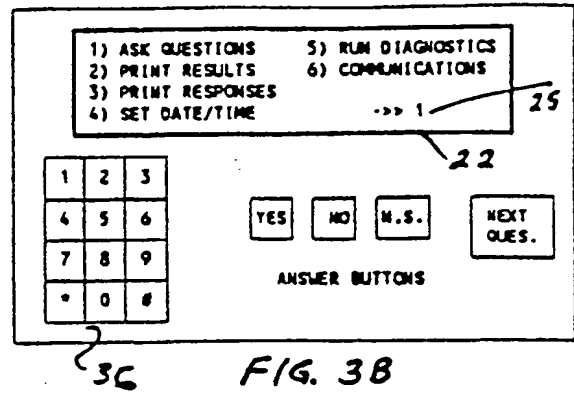 1) ASK QUESTIONS 5) RUN DIAGNOSTICS
2) PRINT RESULTS 6) COMMUNICATIONS
3) PRINT RESPONSES
4) SET DATE/TIME ->> 1
25
22
1 2 3
4 5 6
7 8 9
* 0 #
YES NO N.S. NEXT QUES.
ANSWER BUTTONS
36
FIG. 3B